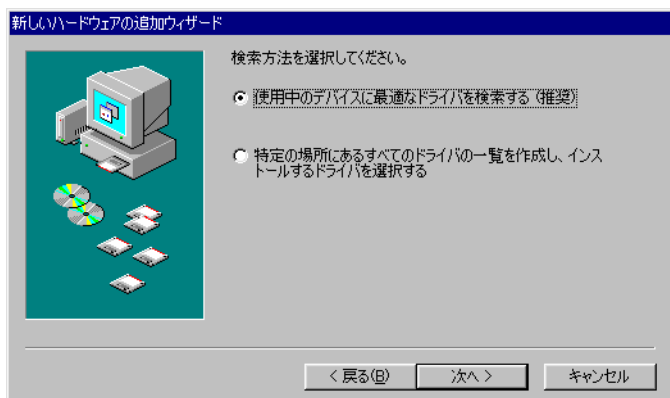 新しいハードウェアの追加ウィザード
検索方法を選択してください。
使用中のデバイスに最適なドライバを検索する (推奨)
特定の場所にあるすべてのドライバの一覧を作成し、インス
トールするドライバを選択する
< 戻る(B)
次へ >
キャンセル